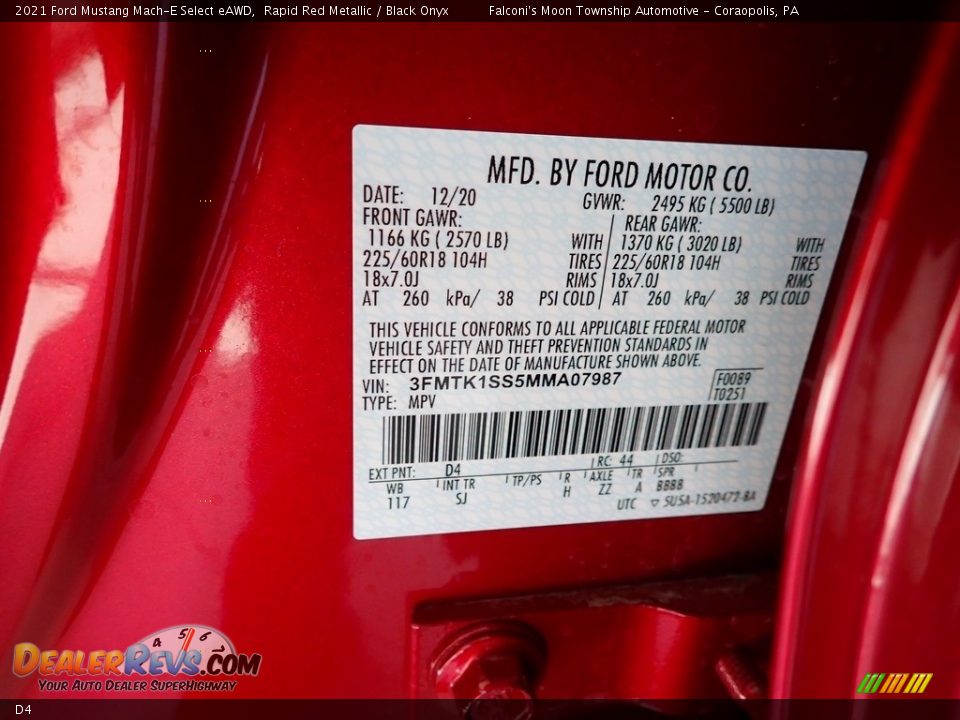 2021 Ford Mustang Mach-E Select eAWD, Rapid Red Metallic / Black Onyx Falconi's Moon Township Automotive - Coraopolis, PA
MFD. BY FORD MOTOR CO.
DATE: 12/20 GVWR: 2495 KG ( 5500 LB)
FRONT GAWR: REAR GAWR:
1166 KG ( 2570 LB) WITH 1370 KG ( 3020 LB) WITH
225/60R18 104H TIRES 225/60R18 104H TIRES
18x7.0J RIMS 18x7.0J RIMS
AT 260 kPa/ 38 PSI COLD AT 260 kPa/ 38 PSI COLD
THIS VEHICLE CONFORMS TO ALL APPLICABLE FEDERAL MOTOR
VEHICLE SAFETY AND THEFT PREVENTION STANDARDS IN
EFFECT ON THE DATE OF MANUFACTURE SHOWN ABOVE.
VIN: 3FMTK1SS5MMA07987 F0089
TYPE: MPV T0251
EXT PNT: D4 RC: 44 DSO:
WB INT TR TP/PS R AXLE TR SPR
117 SJ H ZZ A BBBB
UTC ▽ 5U5A-1520472-BA
4 5 6
DEALERREVS.COM
Your Auto Dealer SuperHighway
D4